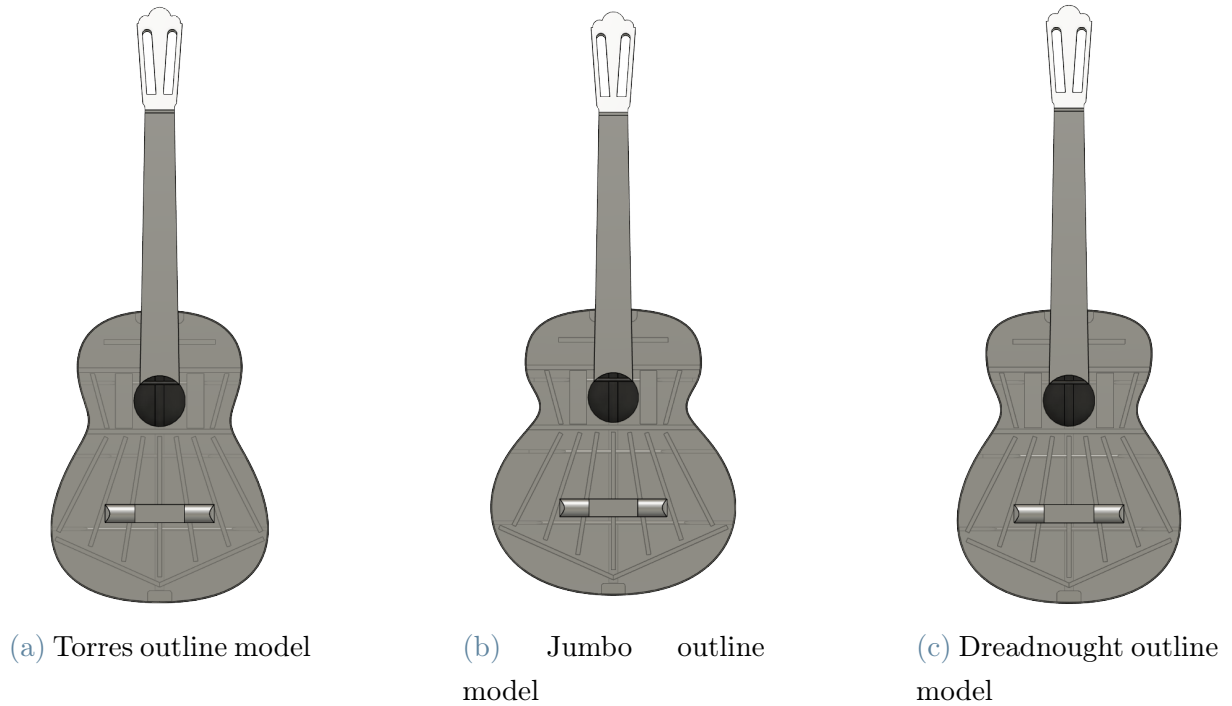 (a) Torres outline model
(b) Jumbo outline
model
(c) Dreadnought outline
model